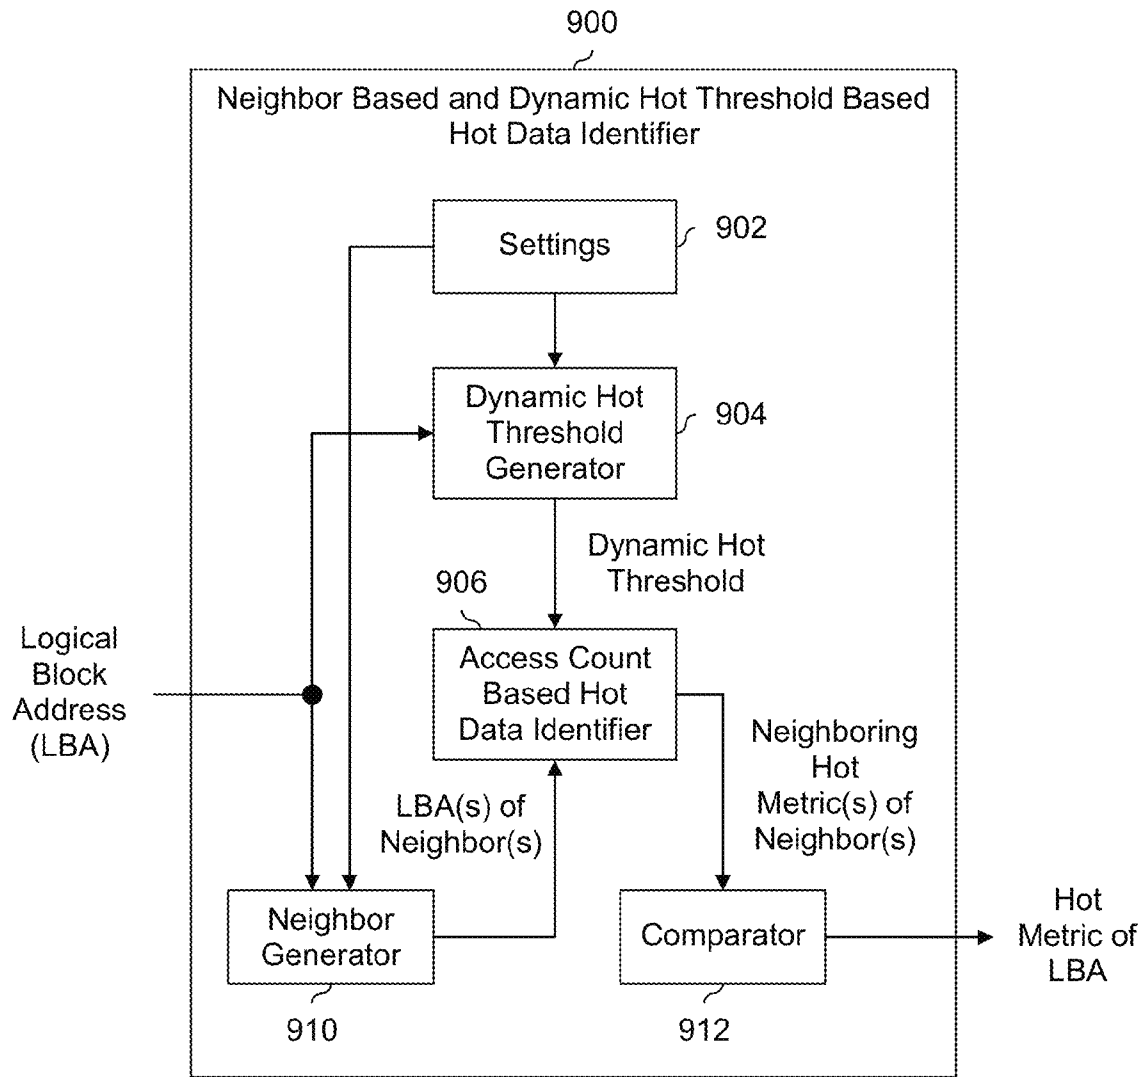 900
Neighbor Based and Dynamic Hot Threshold Based
Hot Data Identifier
Settings
902
Dynamic Hot
Threshold
Generator
904
Dynamic Hot
Threshold
906
Access Count
Based Hot
Data Identifier
Logical
Block
Address
(LBA)
Neighboring
Hot
Metric(s) of
Neighbor(s)
LBA(s) of
Neighbor(s)
Neighbor
Generator
910
Comparator
912
Hot
Metric of
LBA